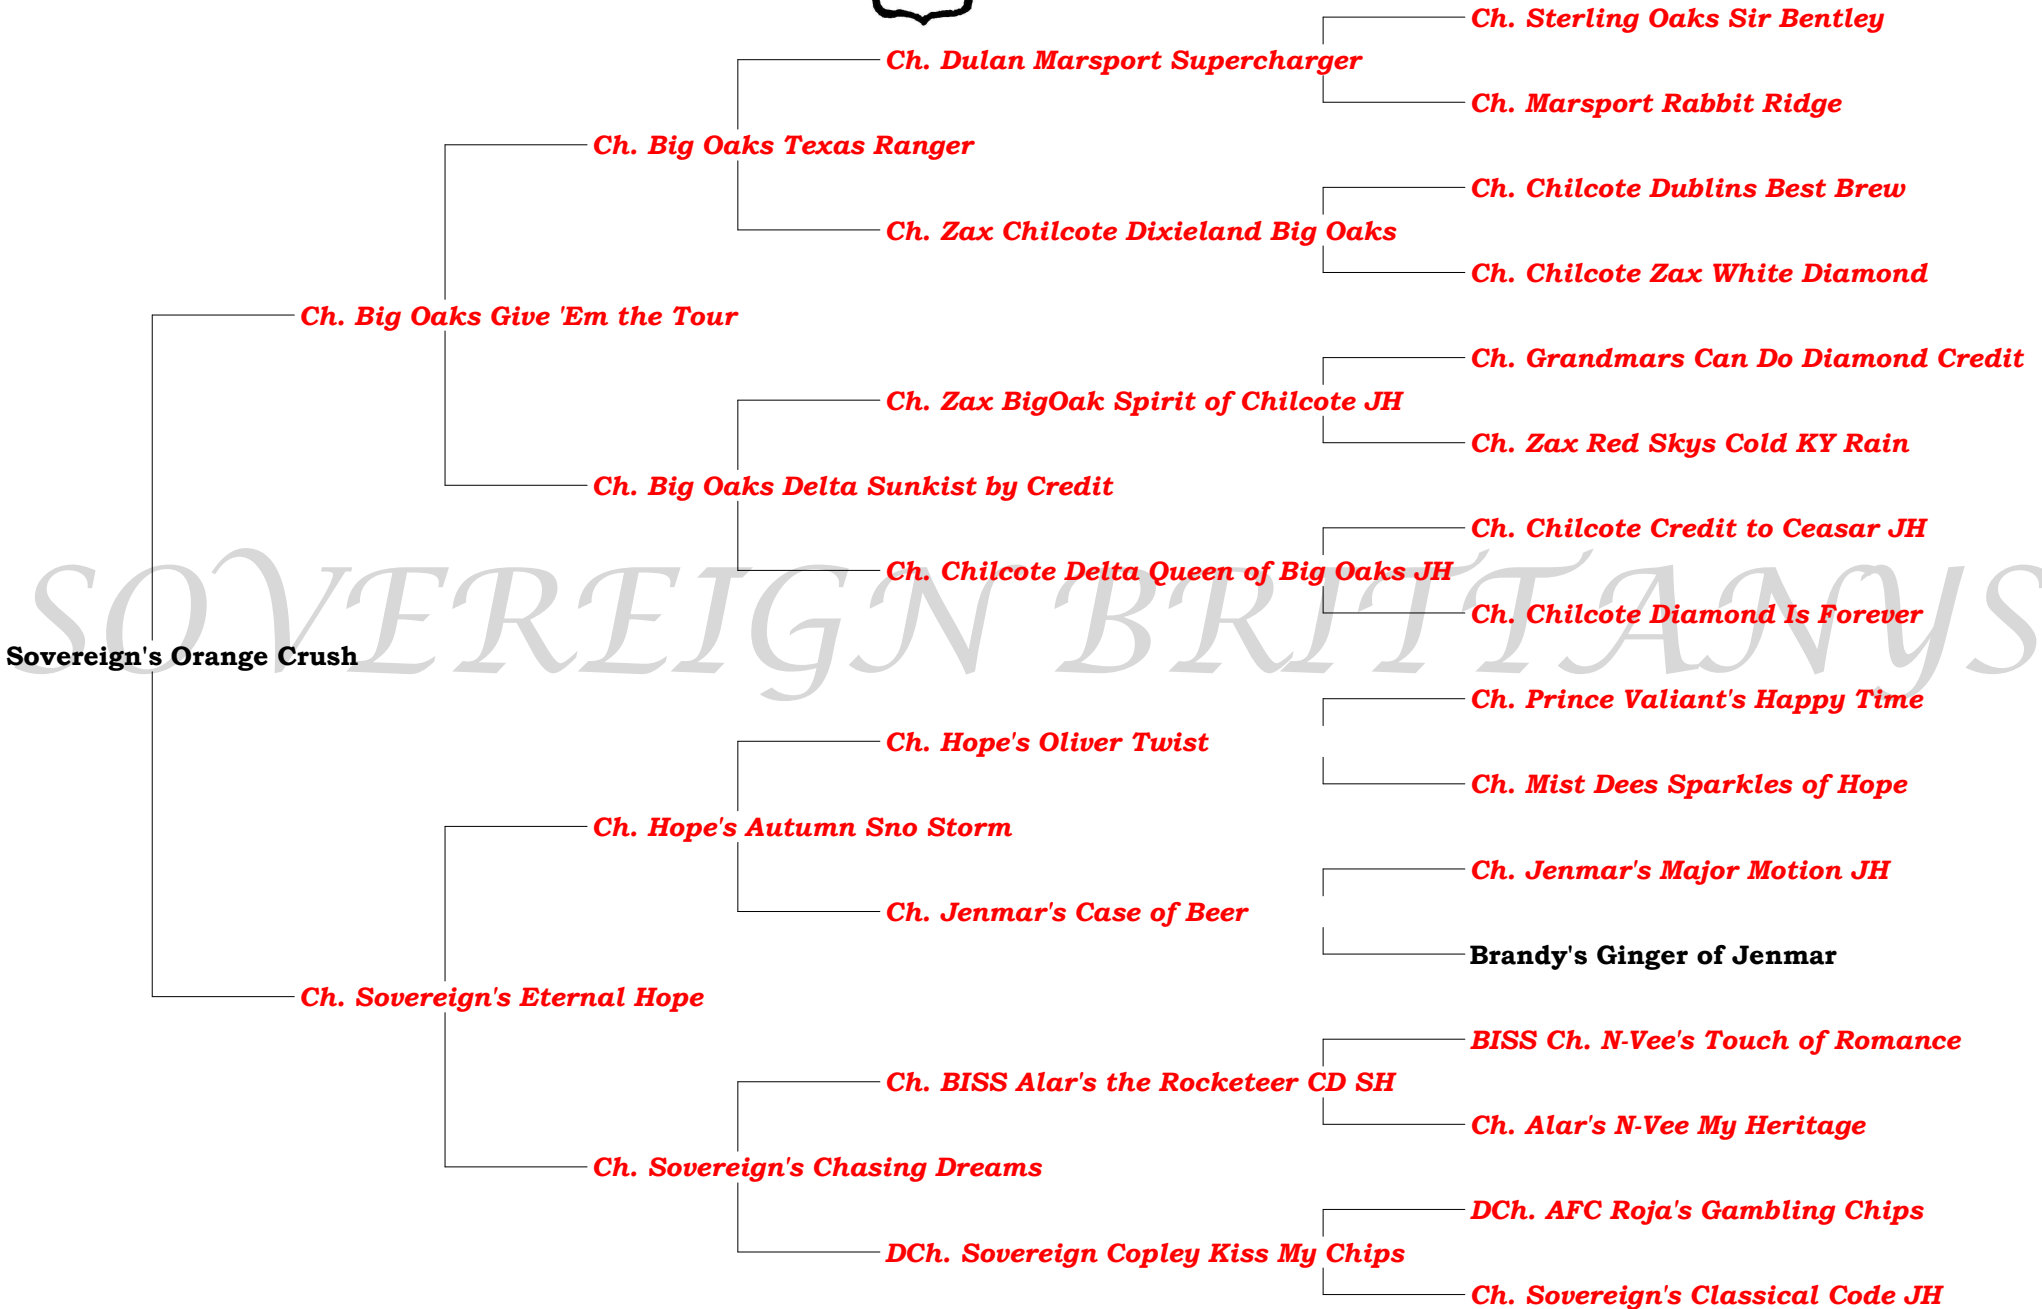 Ch. Sterling Oaks Sir Bentley
Ch. Dulan Marsport Supercharger
Ch. Marsport Rabbit Ridge
Ch. Big Oaks Texas Ranger
Ch. Chilcote Dublins Best Brew
Ch. Zax Chilcote Dixieland Big Oaks
Ch. Chilcote Zax White Diamond
Ch. Big Oaks Give 'Em the Tour
Ch. Grandmars Can Do Diamond Credit
Ch. Zax BigOak Spirit of Chilcote JH
Ch. Zax Red Skys Cold KY Rain
Ch. Big Oaks Delta Sunkist by Credit
Ch. Chilcote Credit to Ceasar JH
Ch. Chilcote Delta Queen of Big Oaks JH
Ch. Chilcote Diamond Is Forever
SOVEREIGN BRITTANYS
Sovereign's Orange Crush
Ch. Prince Valiant's Happy Time
Ch. Hope's Oliver Twist
Ch. Mist Dees Sparkles of Hope
Ch. Hope's Autumn Sno Storm
Ch. Jenmar's Major Motion JH
Ch. Jenmar's Case of Beer
Brandy's Ginger of Jenmar
Ch. Sovereign's Eternal Hope
BISS Ch. N-Vee's Touch of Romance
Ch. BISS Alar's the Rocketeer CD SH
Ch. Alar's N-Vee My Heritage
Ch. Sovereign's Chasing Dreams
DCh. AFC Roja's Gambling Chips
DCh. Sovereign Copley Kiss My Chips
Ch. Sovereign's Classical Code JH